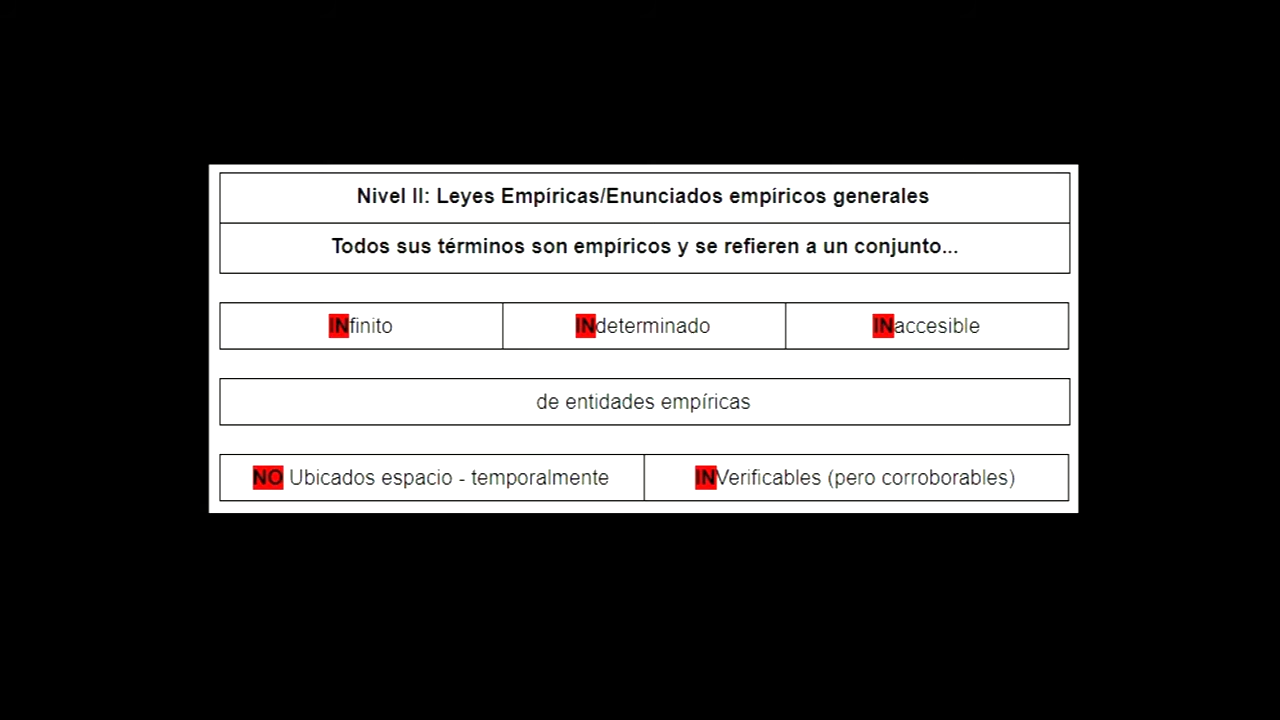 Nivel II: Leyes Empíricas/Enunciados empíricos generales
Todos sus términos son empíricos y se refieren a un conjunto...
INfinito
INdeterminado
INaccesible
de entidades empíricas
NO Ubicados espacio - temporalmente
INVerificables (pero corroborables)